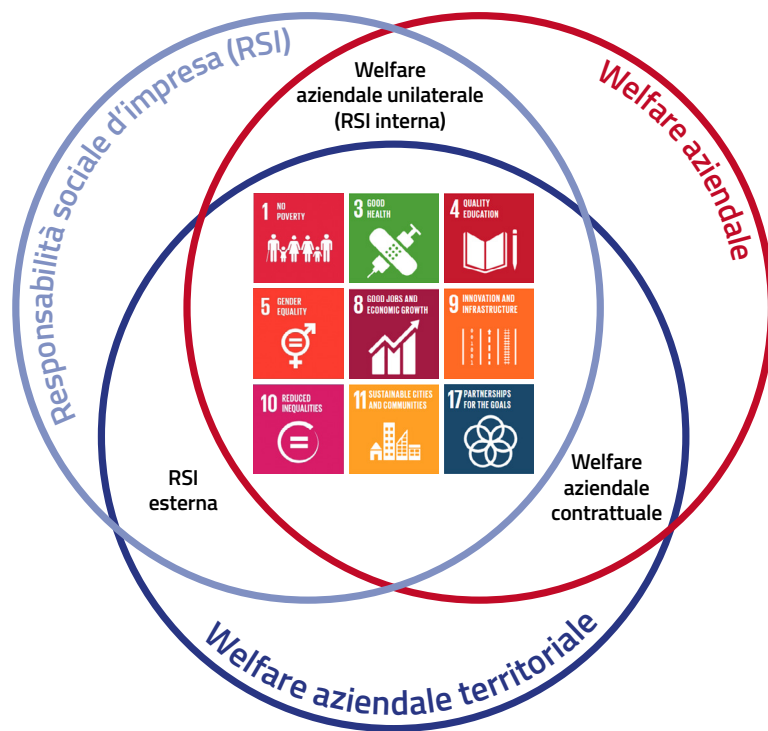 Responsabilità sociale d'impresa (RSI)
Welfare
aziendale unilaterale
(RSI interna)
Welfare aziendale
1 NO
POVERTY
3 GOOD
HEALTH
4 QUALITY
EDUCATION
5 GENDER
EQUALITY
8 GOOD JOBS AND
ECONOMIC GROWTH
9 INNOVATION AND
INFRASTRUCTURE
10 REDUCED
INEQUALITIES
11 SUSTAINABLE CITIES
AND COMMUNITIES
17 PARTNERSHIPS
FOR THE GOALS
RSI
esterna
Welfare
aziendale
contrattuale
Welfare aziendale territoriale